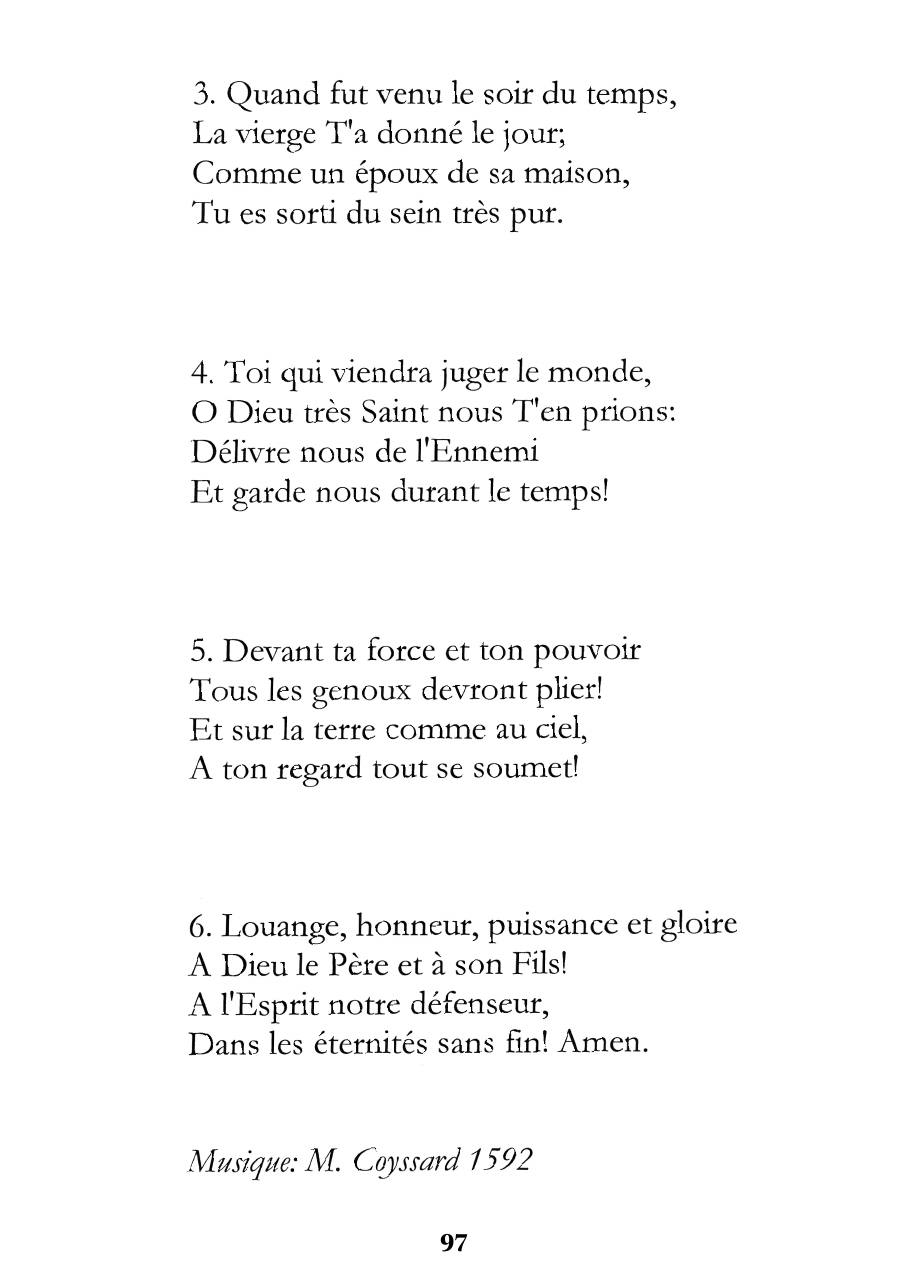 3. Quand fut venu le soir du temps,
La vierge T'a donné le jour;
Comme un époux de sa maison,
Tu es sorti du sein très pur.
4. Toi qui viendra juger le monde,
O Dieu très Saint nous T'en prions:
Délivre nous de l'Ennemi
Et garde nous durant le temps!
5. Devant ta force et ton pouvoir
Tous les genoux devront plier!
Et sur la terre comme au ciel,
A ton regard tout se soumet!
6. Louange, honneur, puissance et gloire
A Dieu le Père et à son Fils!
A l'Esprit notre défenseur,
Dans les éternités sans fin! Amen.
Musique: M. Coyssard 1592
97